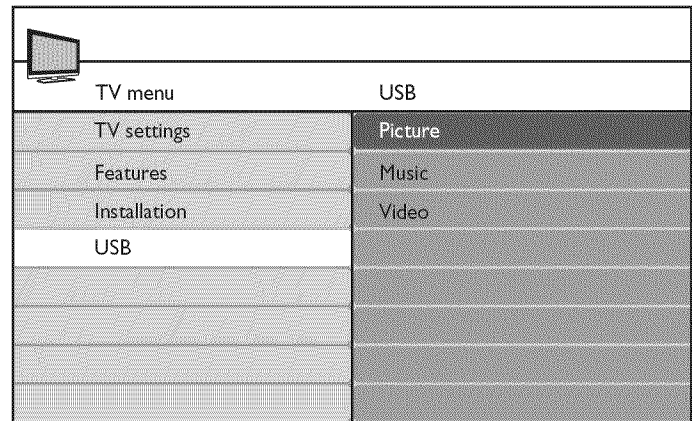 TV menu USB
TV settings Picture
Features Music
Installation Video
USB